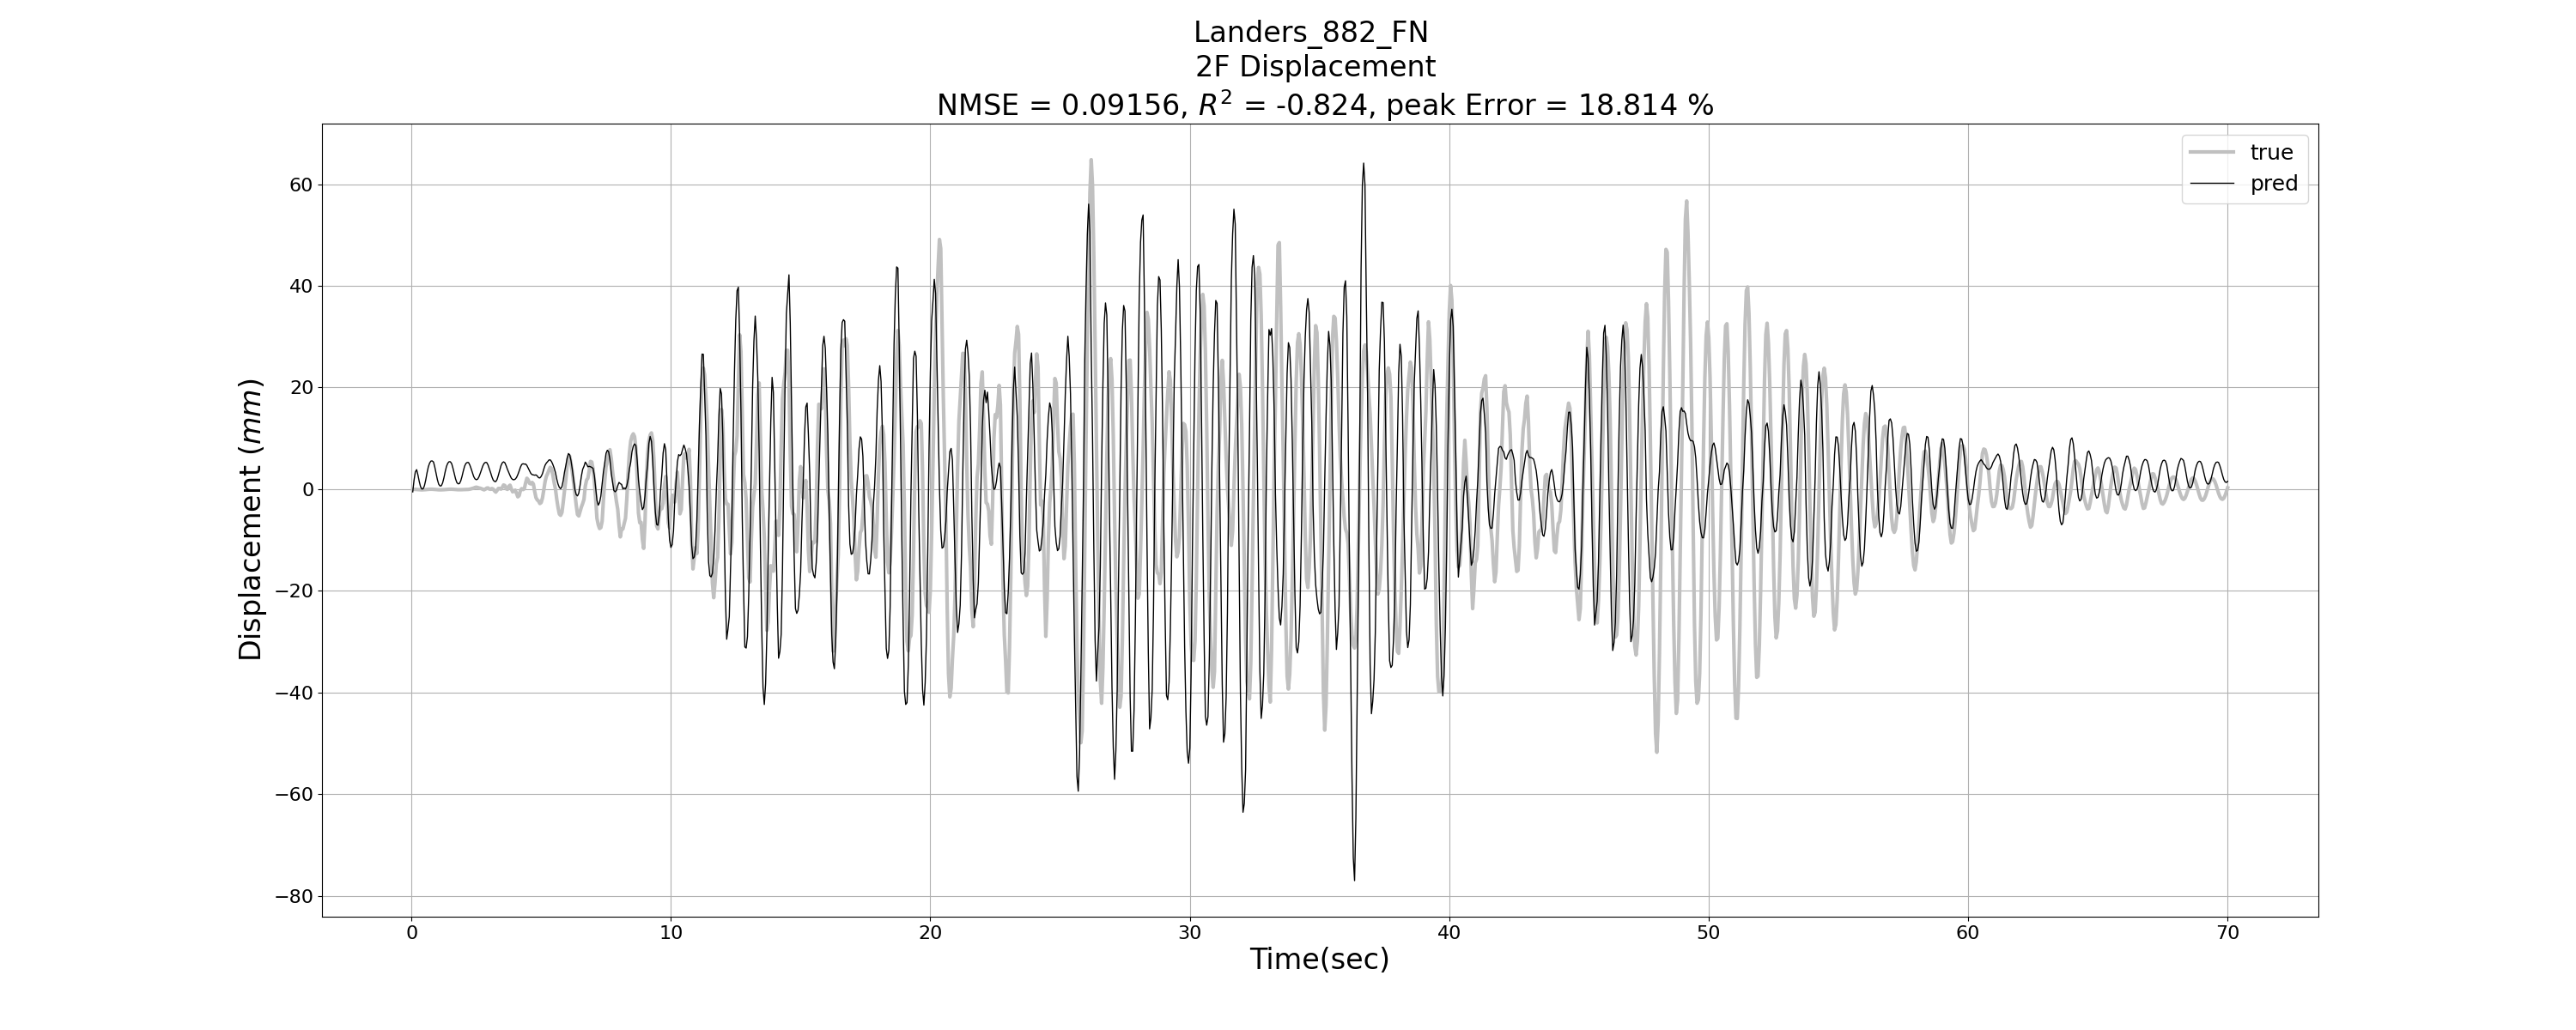 Landers_882_FN
2F Displacement
NMSE = 0.09156, R² = -0.824, peak Error = 18.814 %
true
pred
Displacement (mm)
60
40
20
0
−20
−40
−60
−80
0 10 20 30 40 50 60 70
Time(sec)